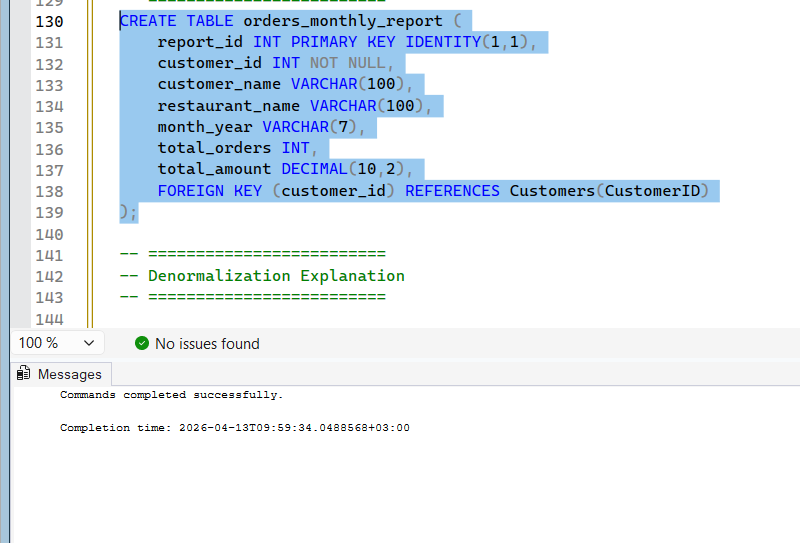 129 -- =========================
130 CREATE TABLE orders_monthly_report (
131 report_id INT PRIMARY KEY IDENTITY(1,1),
132 customer_id INT NOT NULL,
133 customer_name VARCHAR(100),
134 restaurant_name VARCHAR(100),
135 month_year VARCHAR(7),
136 total_orders INT,
137 total_amount DECIMAL(10,2),
138 FOREIGN KEY (customer_id) REFERENCES Customers(CustomerID)
139 );
140
141 -- =========================
142 -- Denormalization Explanation
143 -- =========================
144
100 % No issues found
Messages
Commands completed successfully.
Completion time: 2026-04-13T09:59:34.0488568+03:00